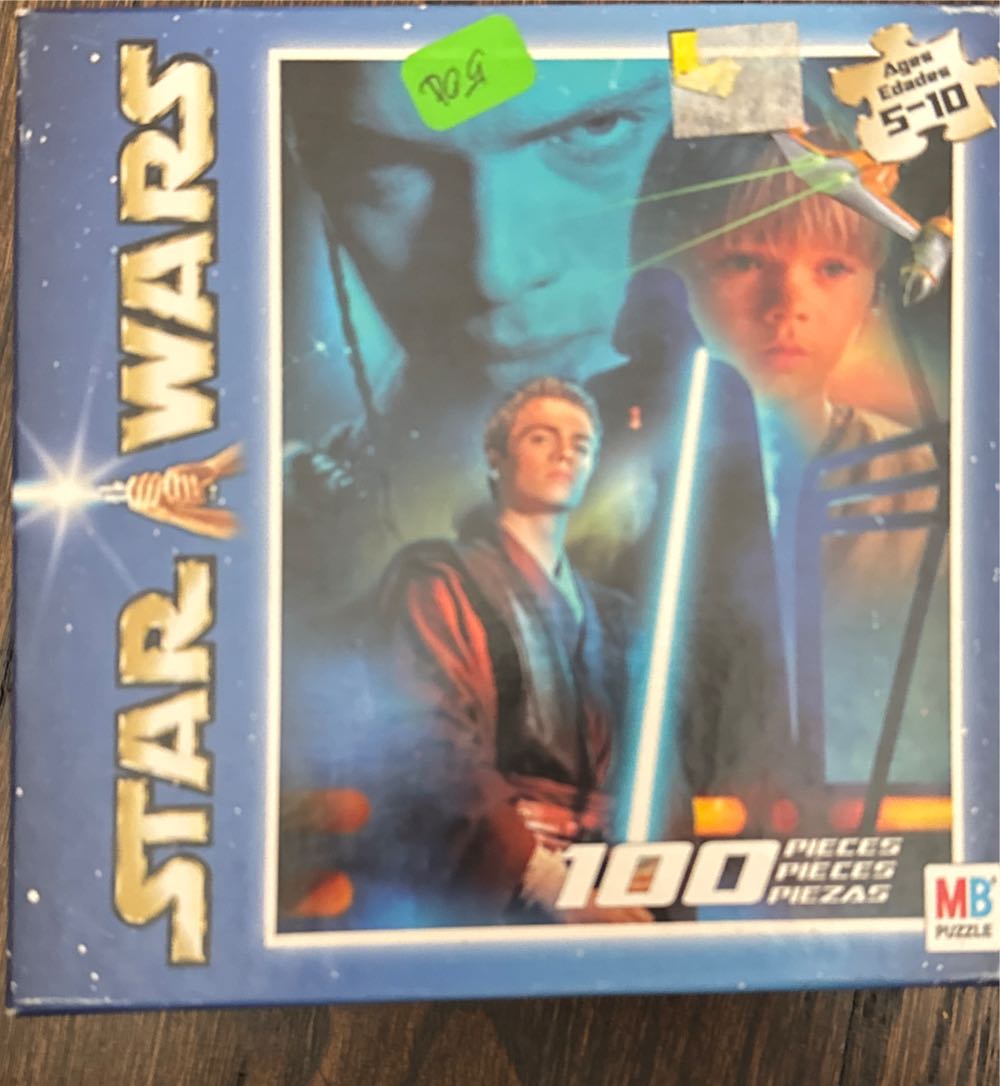 STAR WARS
Ages
Edades
5-10
100
PIECES
PIECES
PIEZAS
MB
PUZZLE